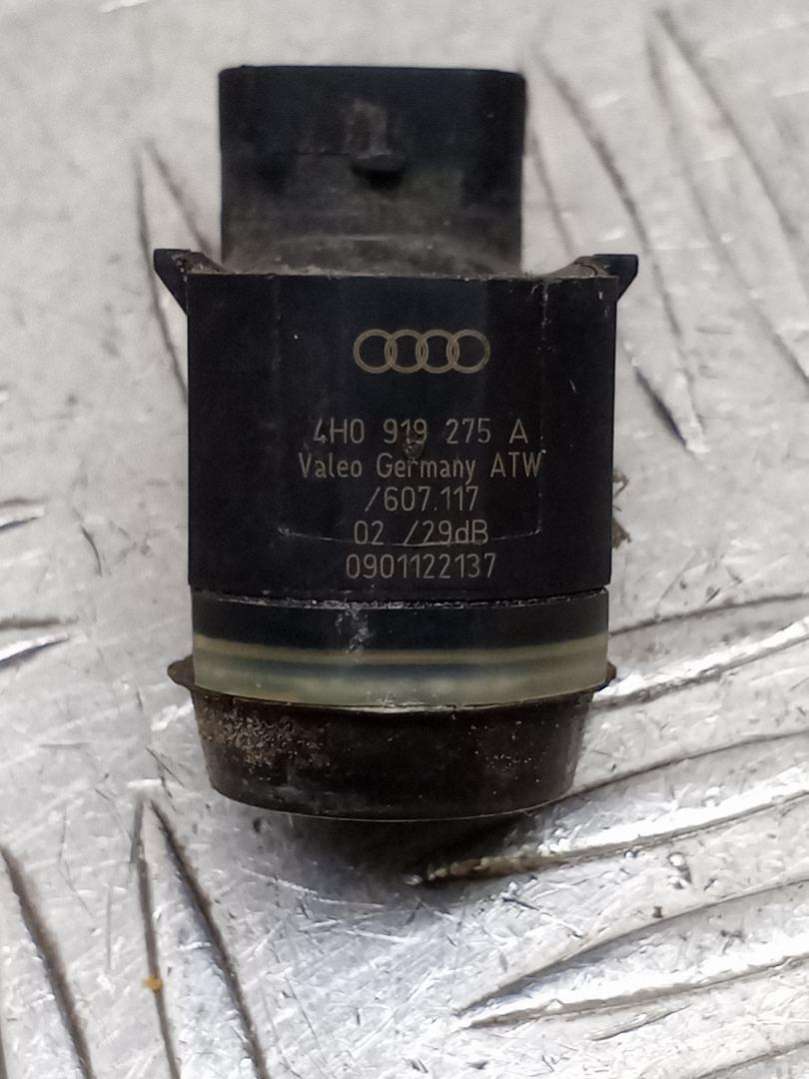 4H0 919 275 A
Valeo Germany ATW
/607.117
02 /29dB
0901122137